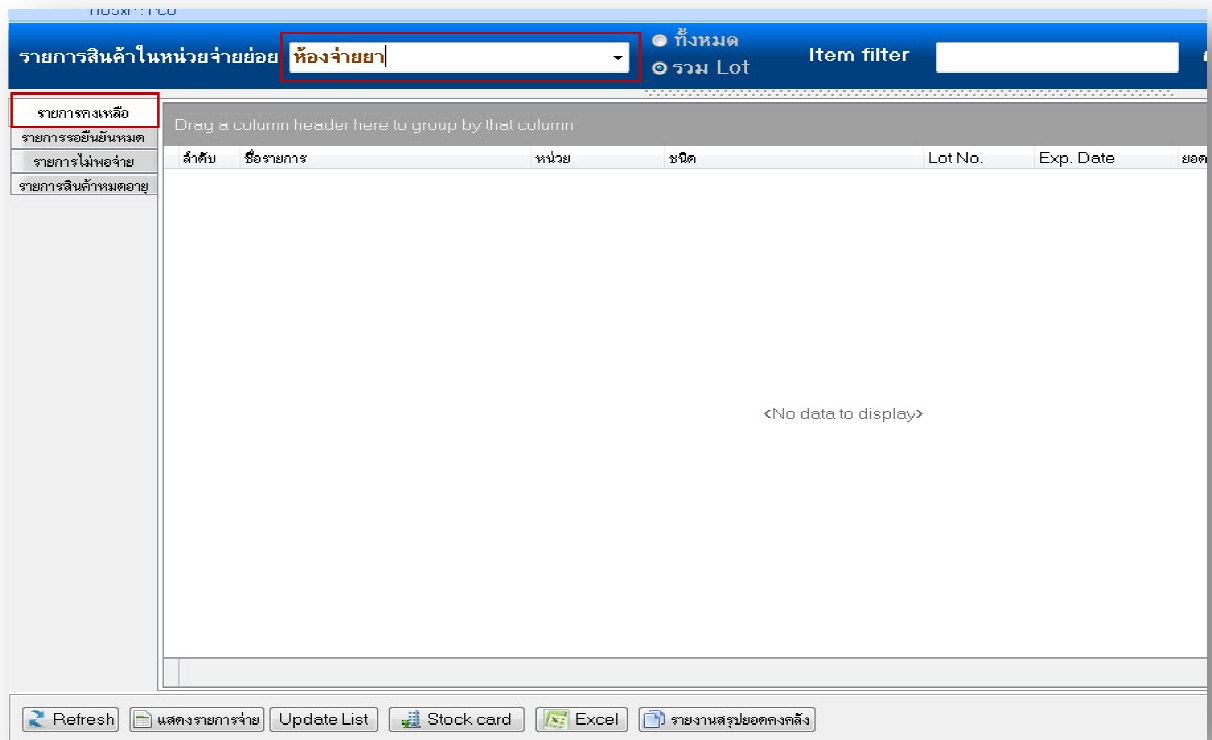 รายการสินค้าในหน่วยจ่ายย่อย ห้องจ่ายยา ทั้งหมด รวม Lot Item filter
รายการคงเหลือ
รายการรอยืนยันหมด
รายการไม่พอจ่าย
รายการสินค้าหมดอายุ
Drag a column header here to group by that column
ลำดับ ชื่อรายการ หน่วย ชนิด Lot No. Exp. Date ยอด
<No data to display>
Refresh แสดงรายการจ่าย Update List Stock card Excel รายงานสรุปยอดคงคลัง